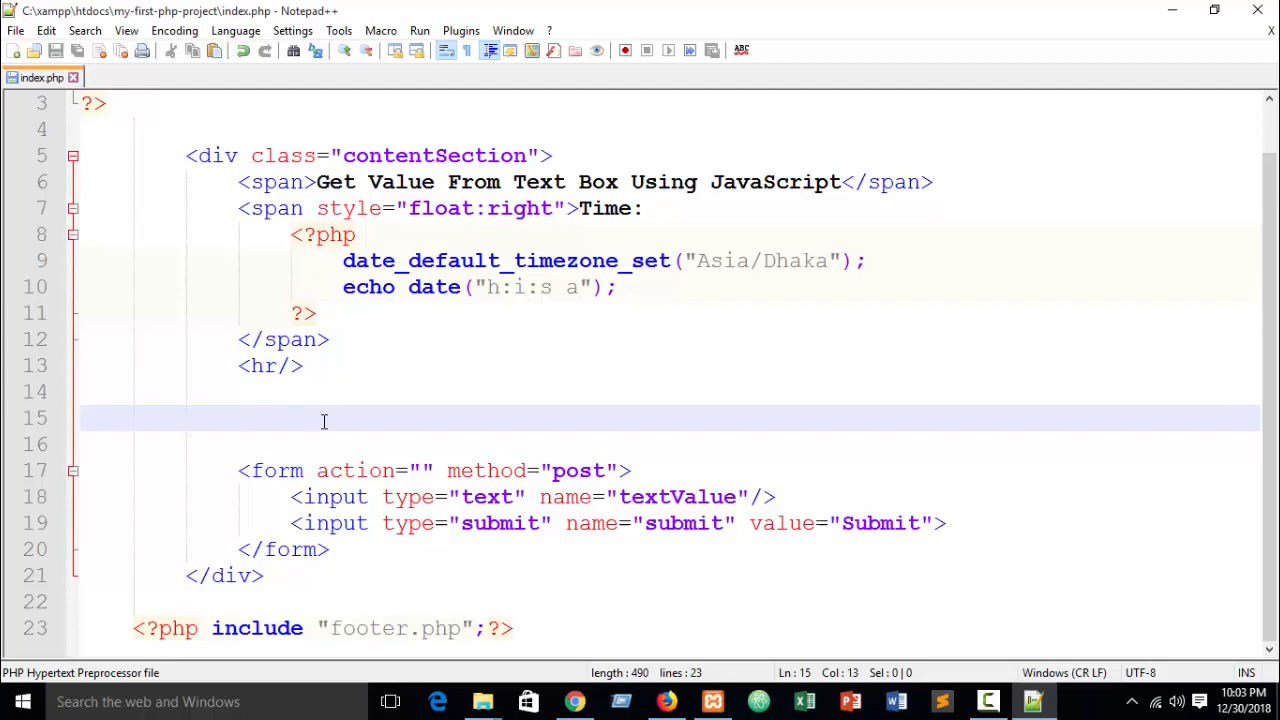 C:\xampp\htdocs\my-first-php-project\index.php - Notepad++
File Edit Search View Encoding Language Settings Tools Macro Run Plugins Window ? X
ABC
index.php
3 ?>
4
5 <div class="contentSection">
6 <span>Get Value From Text Box Using JavaScript</span>
7 <span style="float:right">Time:
8 <?php
9 date_default_timezone_set("Asia/Dhaka");
10 echo date("h:i:s a");
11 ?>
12 </span>
13 <hr/>
14
15
16
17 <form action="" method="post">
18 <input type="text" name="textValue"/>
19 <input type="submit" name="submit" value="Submit">
20 </form>
21 </div>
22
23 <?php include "footer.php";?>
PHP Hypertext Preprocessor file length : 490 lines : 23 Ln : 15 Col : 13 Sel : 0 | 0 Windows (CR LF) UTF-8 INS
Search the web and Windows
10:03 PM
12/30/2018